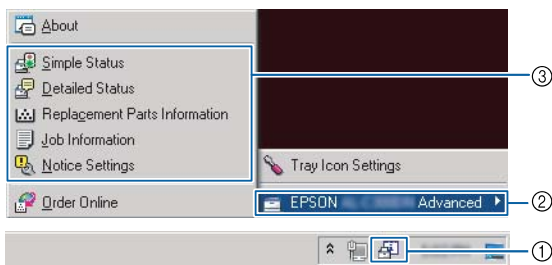 About
Simple Status
Detailed Status
Replacement Parts Information
Job Information
Notice Settings
Order Online
Tray Icon Settings
EPSON Advanced
③
②
①